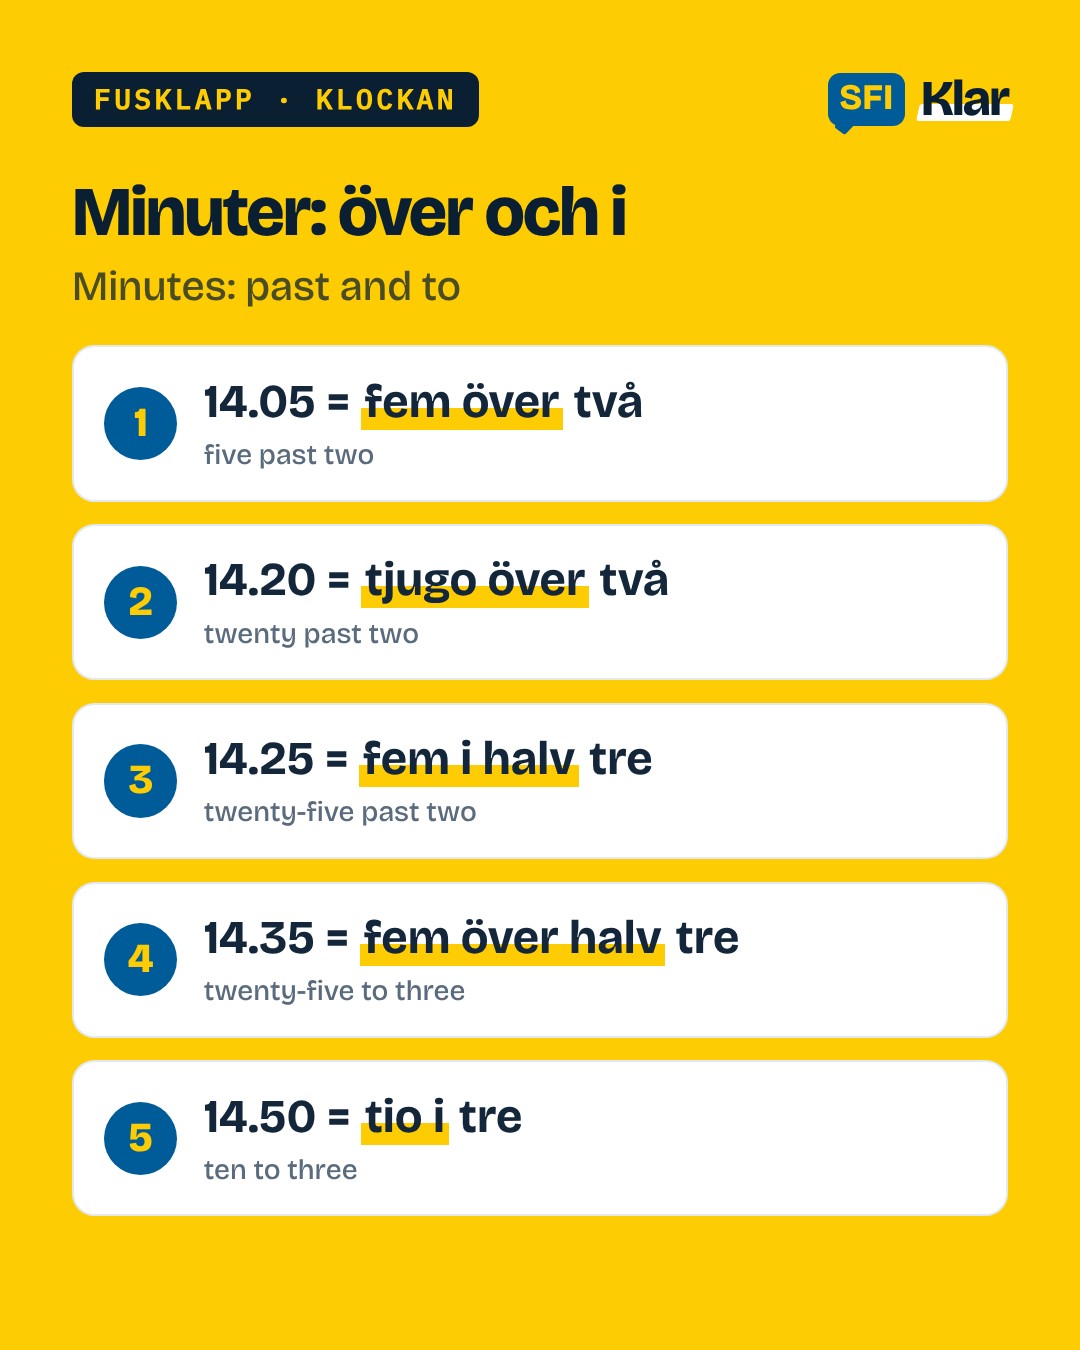 FUSKLAPP · KLOCKAN
SFI Klar
Minuter: över och i
Minutes: past and to
1
14.05 = fem över två
five past two
2
14.20 = tjugo över två
twenty past two
3
14.25 = fem i halv tre
twenty-five past two
4
14.35 = fem över halv tre
twenty-five to three
5
14.50 = tio i tre
ten to three